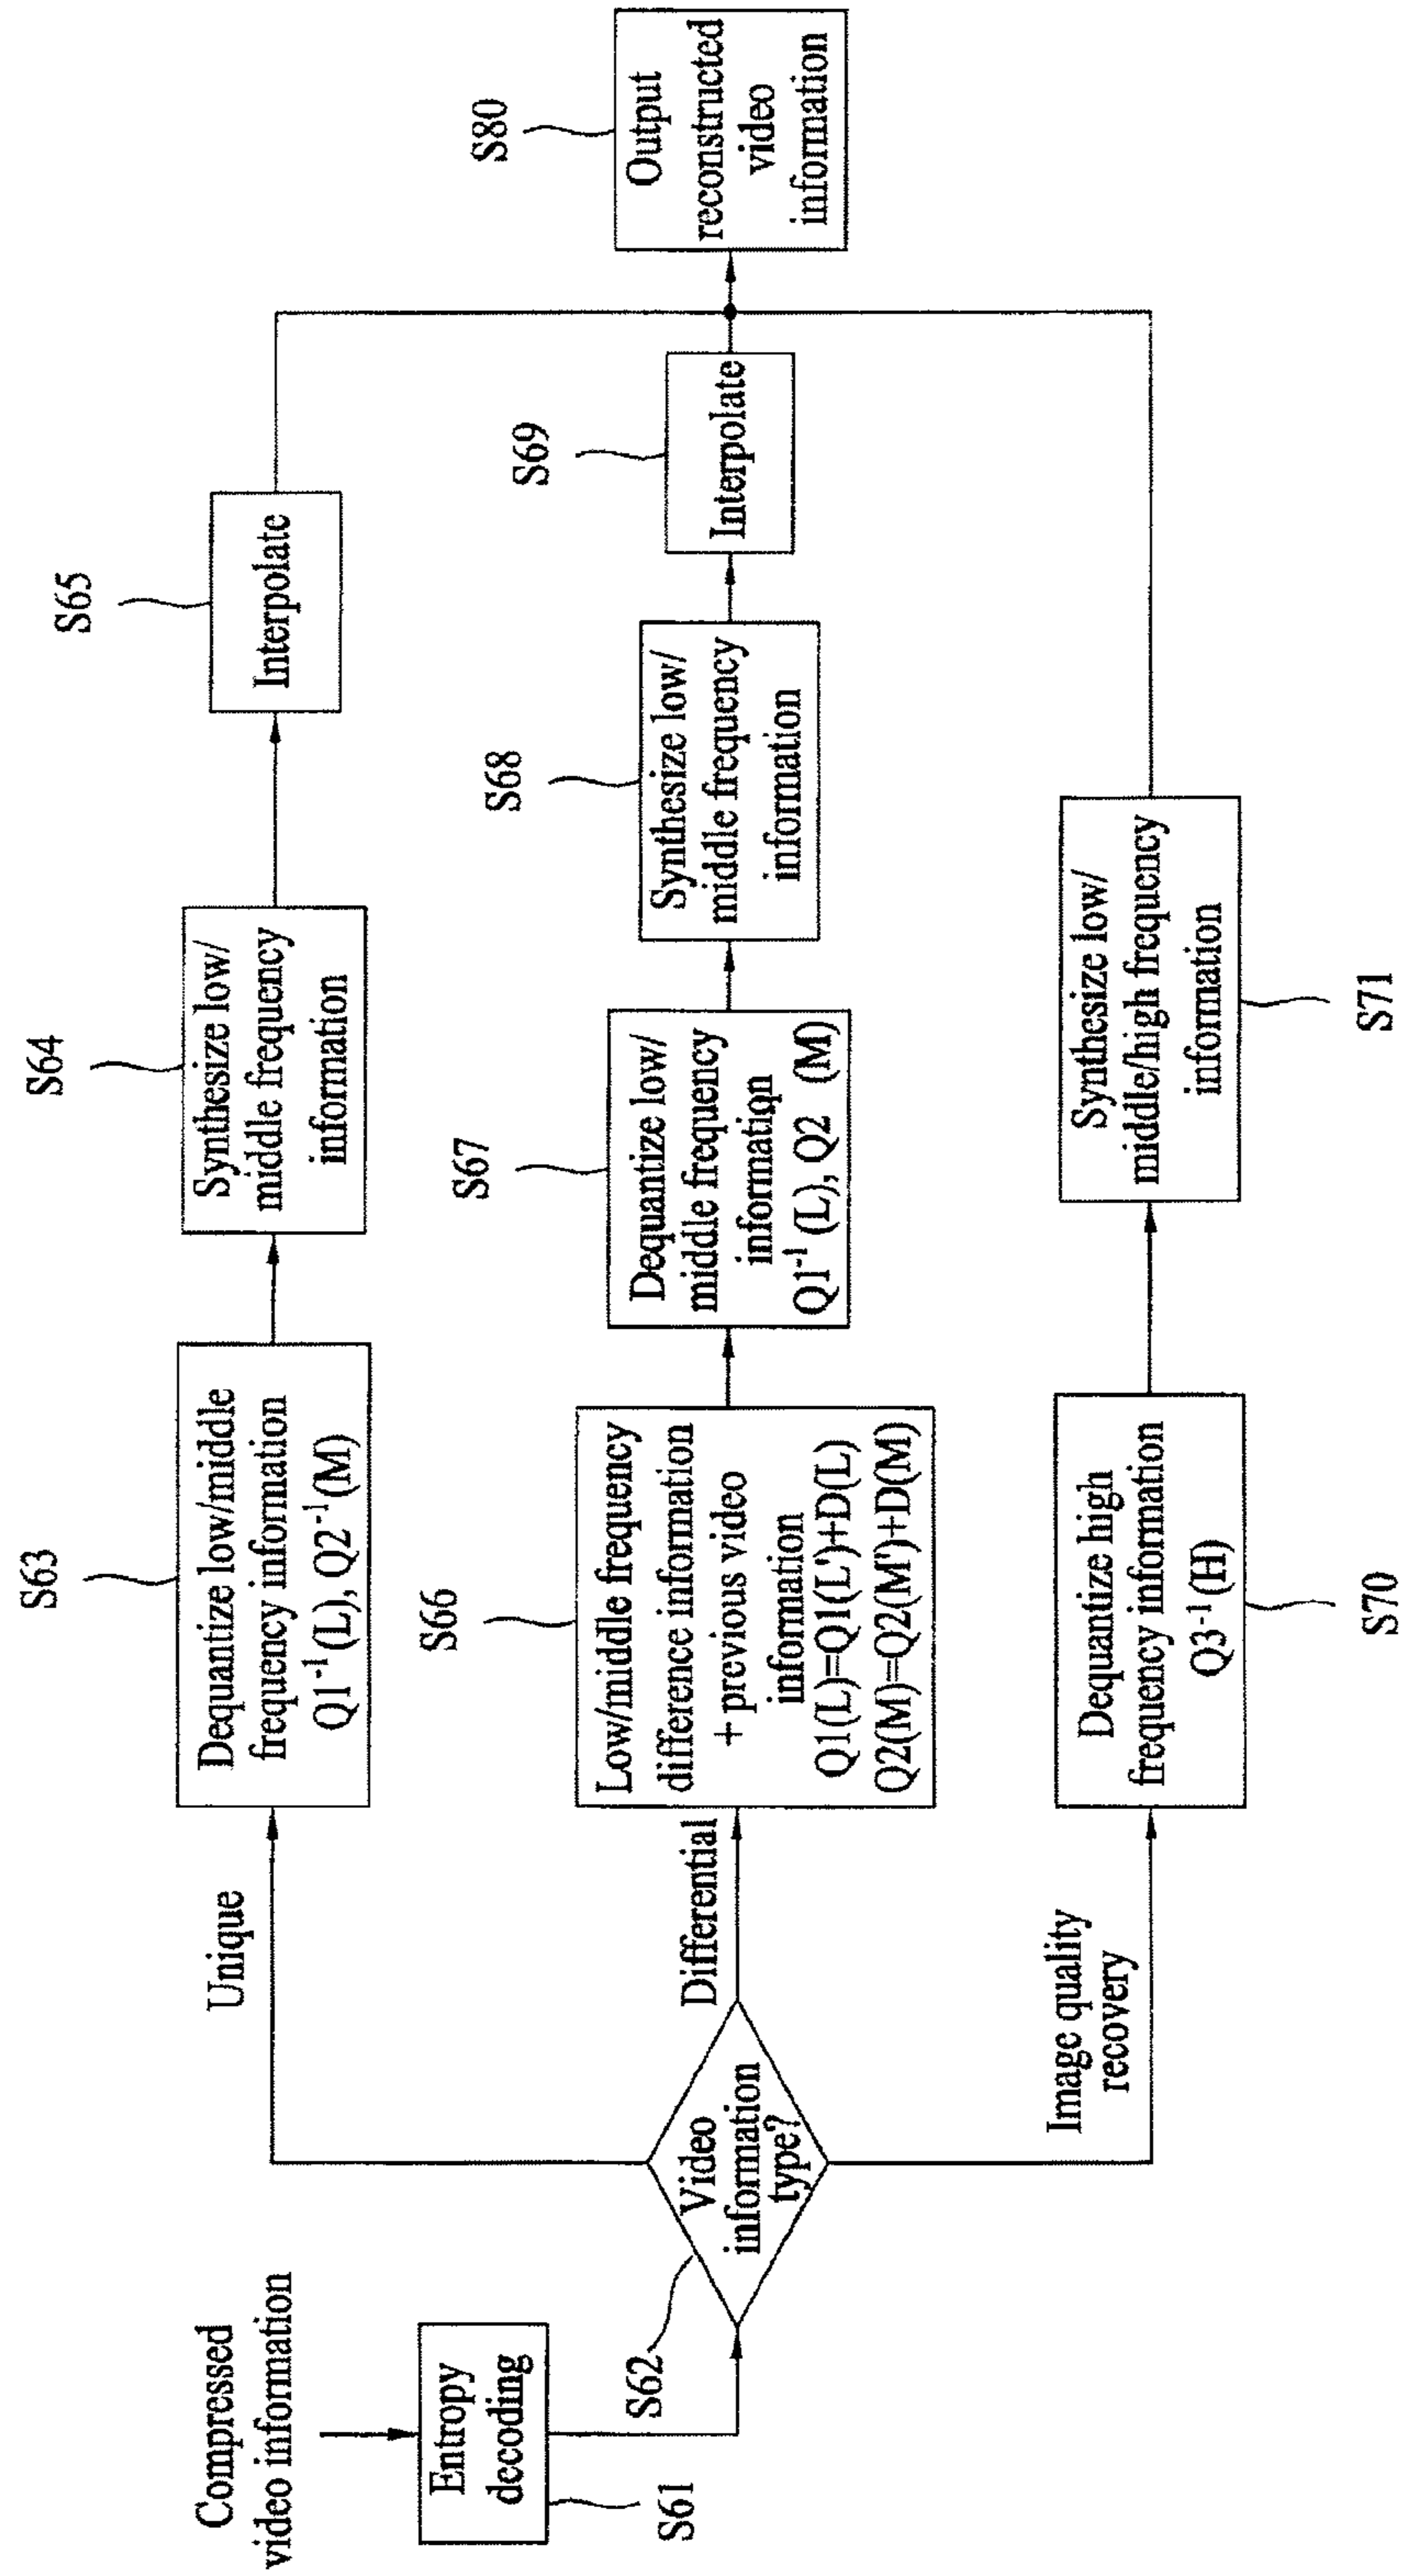 Compressed
video information
Entropy
decoding
S61
S62
Video
information
type?
Unique
Differential
Image quality
recovery
S63
Dequantize low/middle
frequency information
Q1⁻¹(L), Q2⁻¹(M)
S64
Synthesize low/
middle frequency
information
S65
Interpolate
S66
Low/middle frequency
difference information
+ previous video
information
Q1(L)=Q1(L')+D(L)
Q2(M)=Q2(M')+D(M)
S67
Dequantize low/
middle frequency
information
Q1⁻¹ (L), Q2 (M)
S68
Synthesize low/
middle frequency
information
S69
Interpolate
Dequantize high
frequency information
Q3⁻¹(H)
S70
Synthesize low/
middle/high frequency
information
S71
S80
Output
reconstructed
video
information